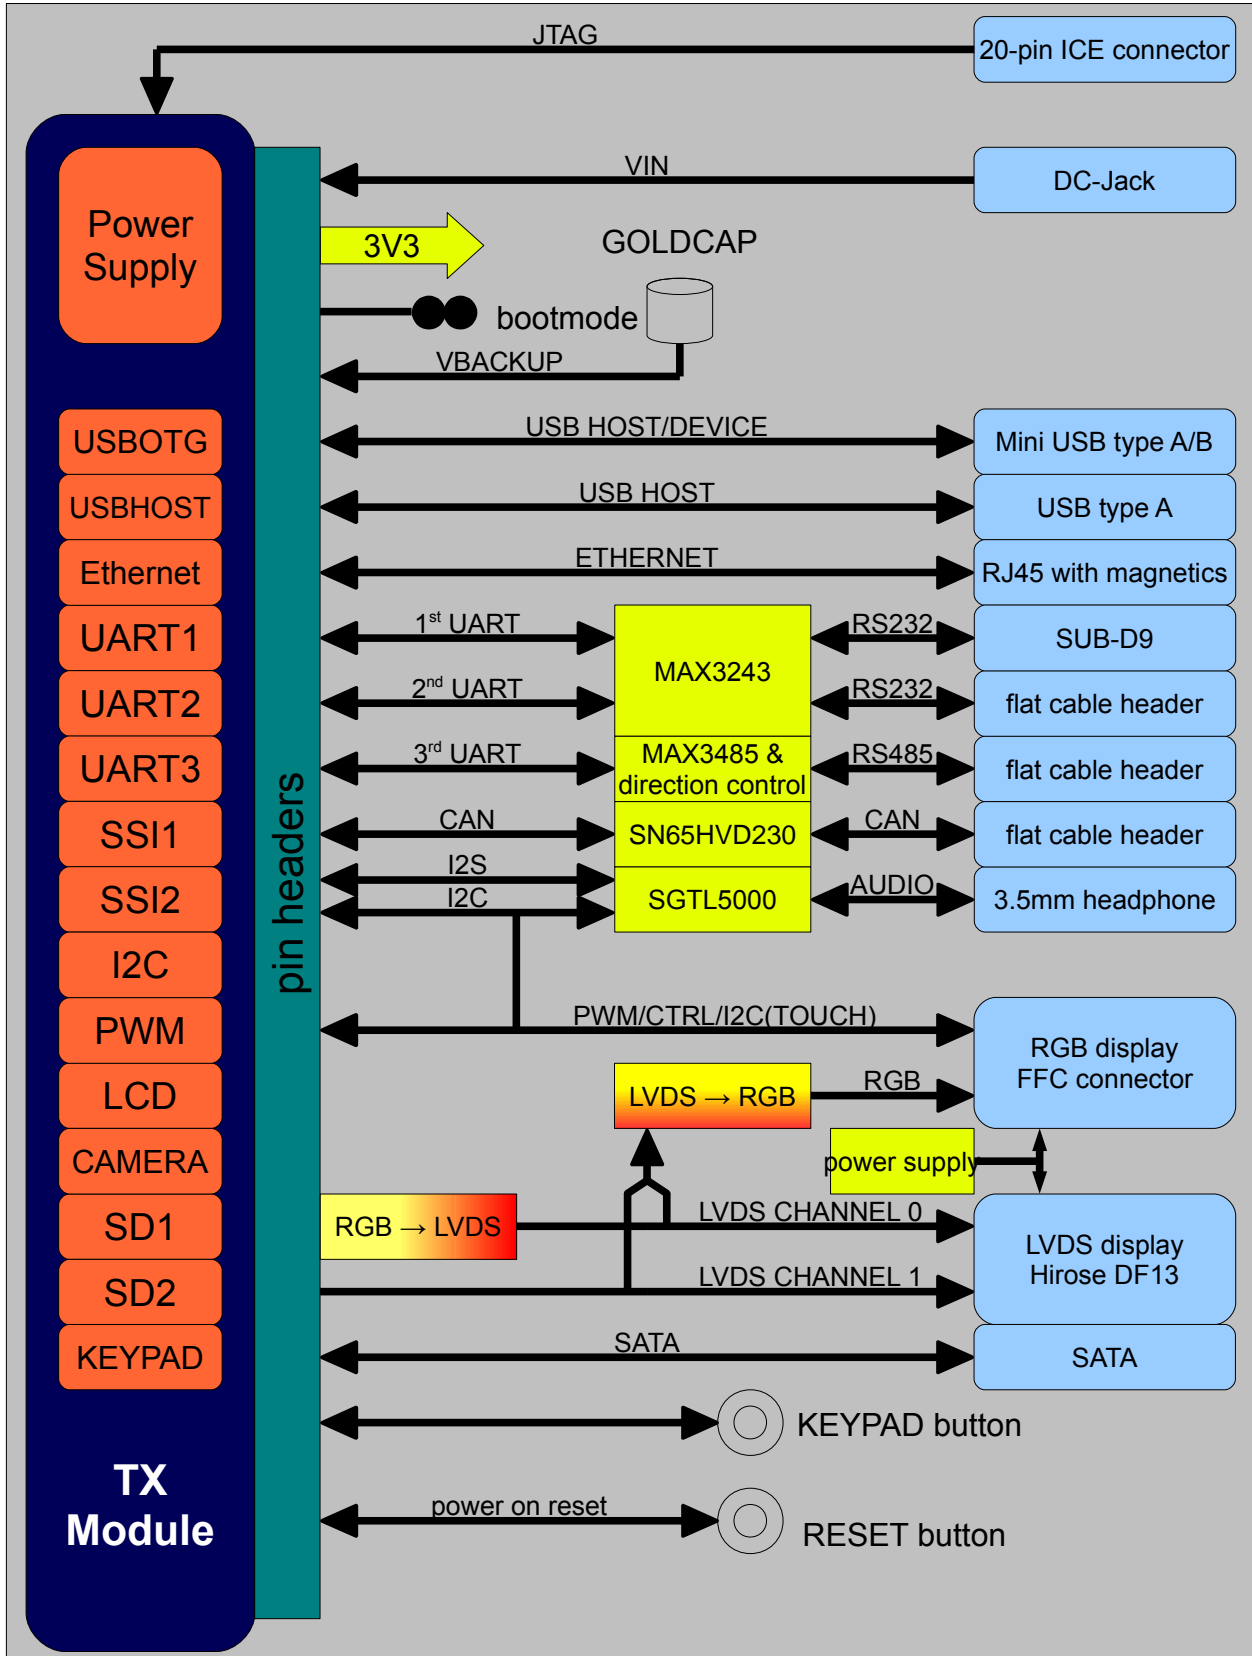 JTAG
20-pin ICE connector
VIN
DC-Jack
Power
Supply
3V3
GOLDCAP
bootmode
VBACKUP
USBOTG
USB HOST/DEVICE
Mini USB type A/B
USBHOST
USB HOST
USB type A
Ethernet
ETHERNET
RJ45 with magnetics
UART1
1st UART
MAX3243
RS232
SUB-D9
UART2
2nd UART
RS232
flat cable header
UART3
3rd UART
MAX3485 &
direction control
RS485
flat cable header
pin headers
SSI1
CAN
SN65HVD230
CAN
flat cable header
SSI2
I2S
I2C
SGTL5000
AUDIO
3.5mm headphone
I2C
PWM
PWM/CTRL/I2C(TOUCH)
RGB display
FFC connector
LCD
LVDS → RGB
RGB
CAMERA
power supply
SD1
RGB → LVDS
LVDS CHANNEL 0
LVDS display
Hirose DF13
SD2
LVDS CHANNEL 1
KEYPAD
SATA
SATA
KEYPAD button
TX
Module
power on reset
RESET button